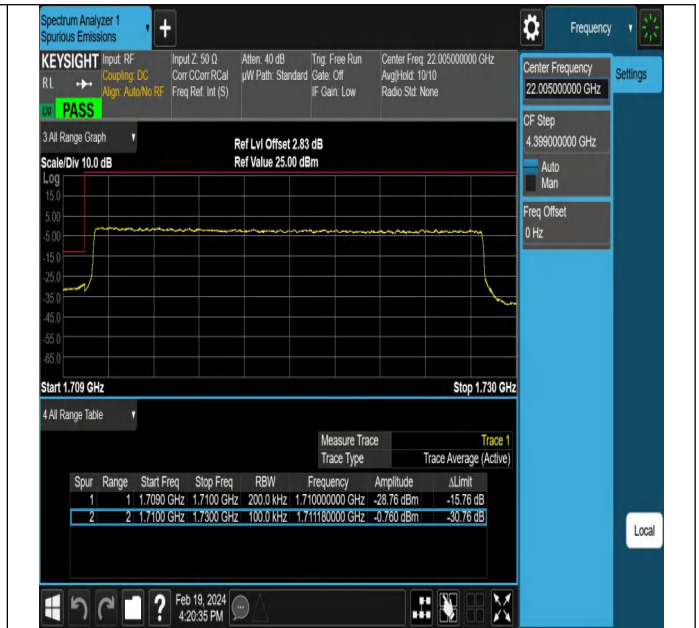 Spectrum Analyzer 1
Spurious Emissions
+
Frequency
KEYSIGHT
RL
Input: RF
Coupling: DC
Align: Auto/No RF
Input Z: 50 Ω
Corr CCorr RCal
Freq Ref: Int (S)
Atten: 40 dB
µW Path: Standard
Trig: Free Run
Gate: Off
IF Gain: Low
Center Freq: 22.005000000 GHz
Avg|Hold: 10/10
Radio Std: None
PASS
Center Frequency
22.005000000 GHz
Settings
CF Step
4.399000000 GHz
Auto
Man
Freq Offset
0 Hz
3 All Range Graph
Ref Lvl Offset 2.83 dB
Scale/Div 10.0 dB
Ref Value 25.00 dBm
Log
15.0
5.00
-5.00
-15.0
-25.0
-35.0
-45.0
-55.0
-65.0
Start 1.709 GHz
Stop 1.730 GHz
4 All Range Table
Measure Trace Trace 1
Trace Type Trace Average (Active)
Spur Range Start Freq Stop Freq RBW Frequency Amplitude ΔLimit
1 1 1.7090 GHz 1.7100 GHz 200.0 kHz 1.710000000 GHz -28.76 dBm -15.76 dB
2 2 1.7100 GHz 1.7300 GHz 100.0 kHz 1.711180000 GHz -0.760 dBm -30.76 dB
Local
?
Feb 19, 2024
4:20:35 PM